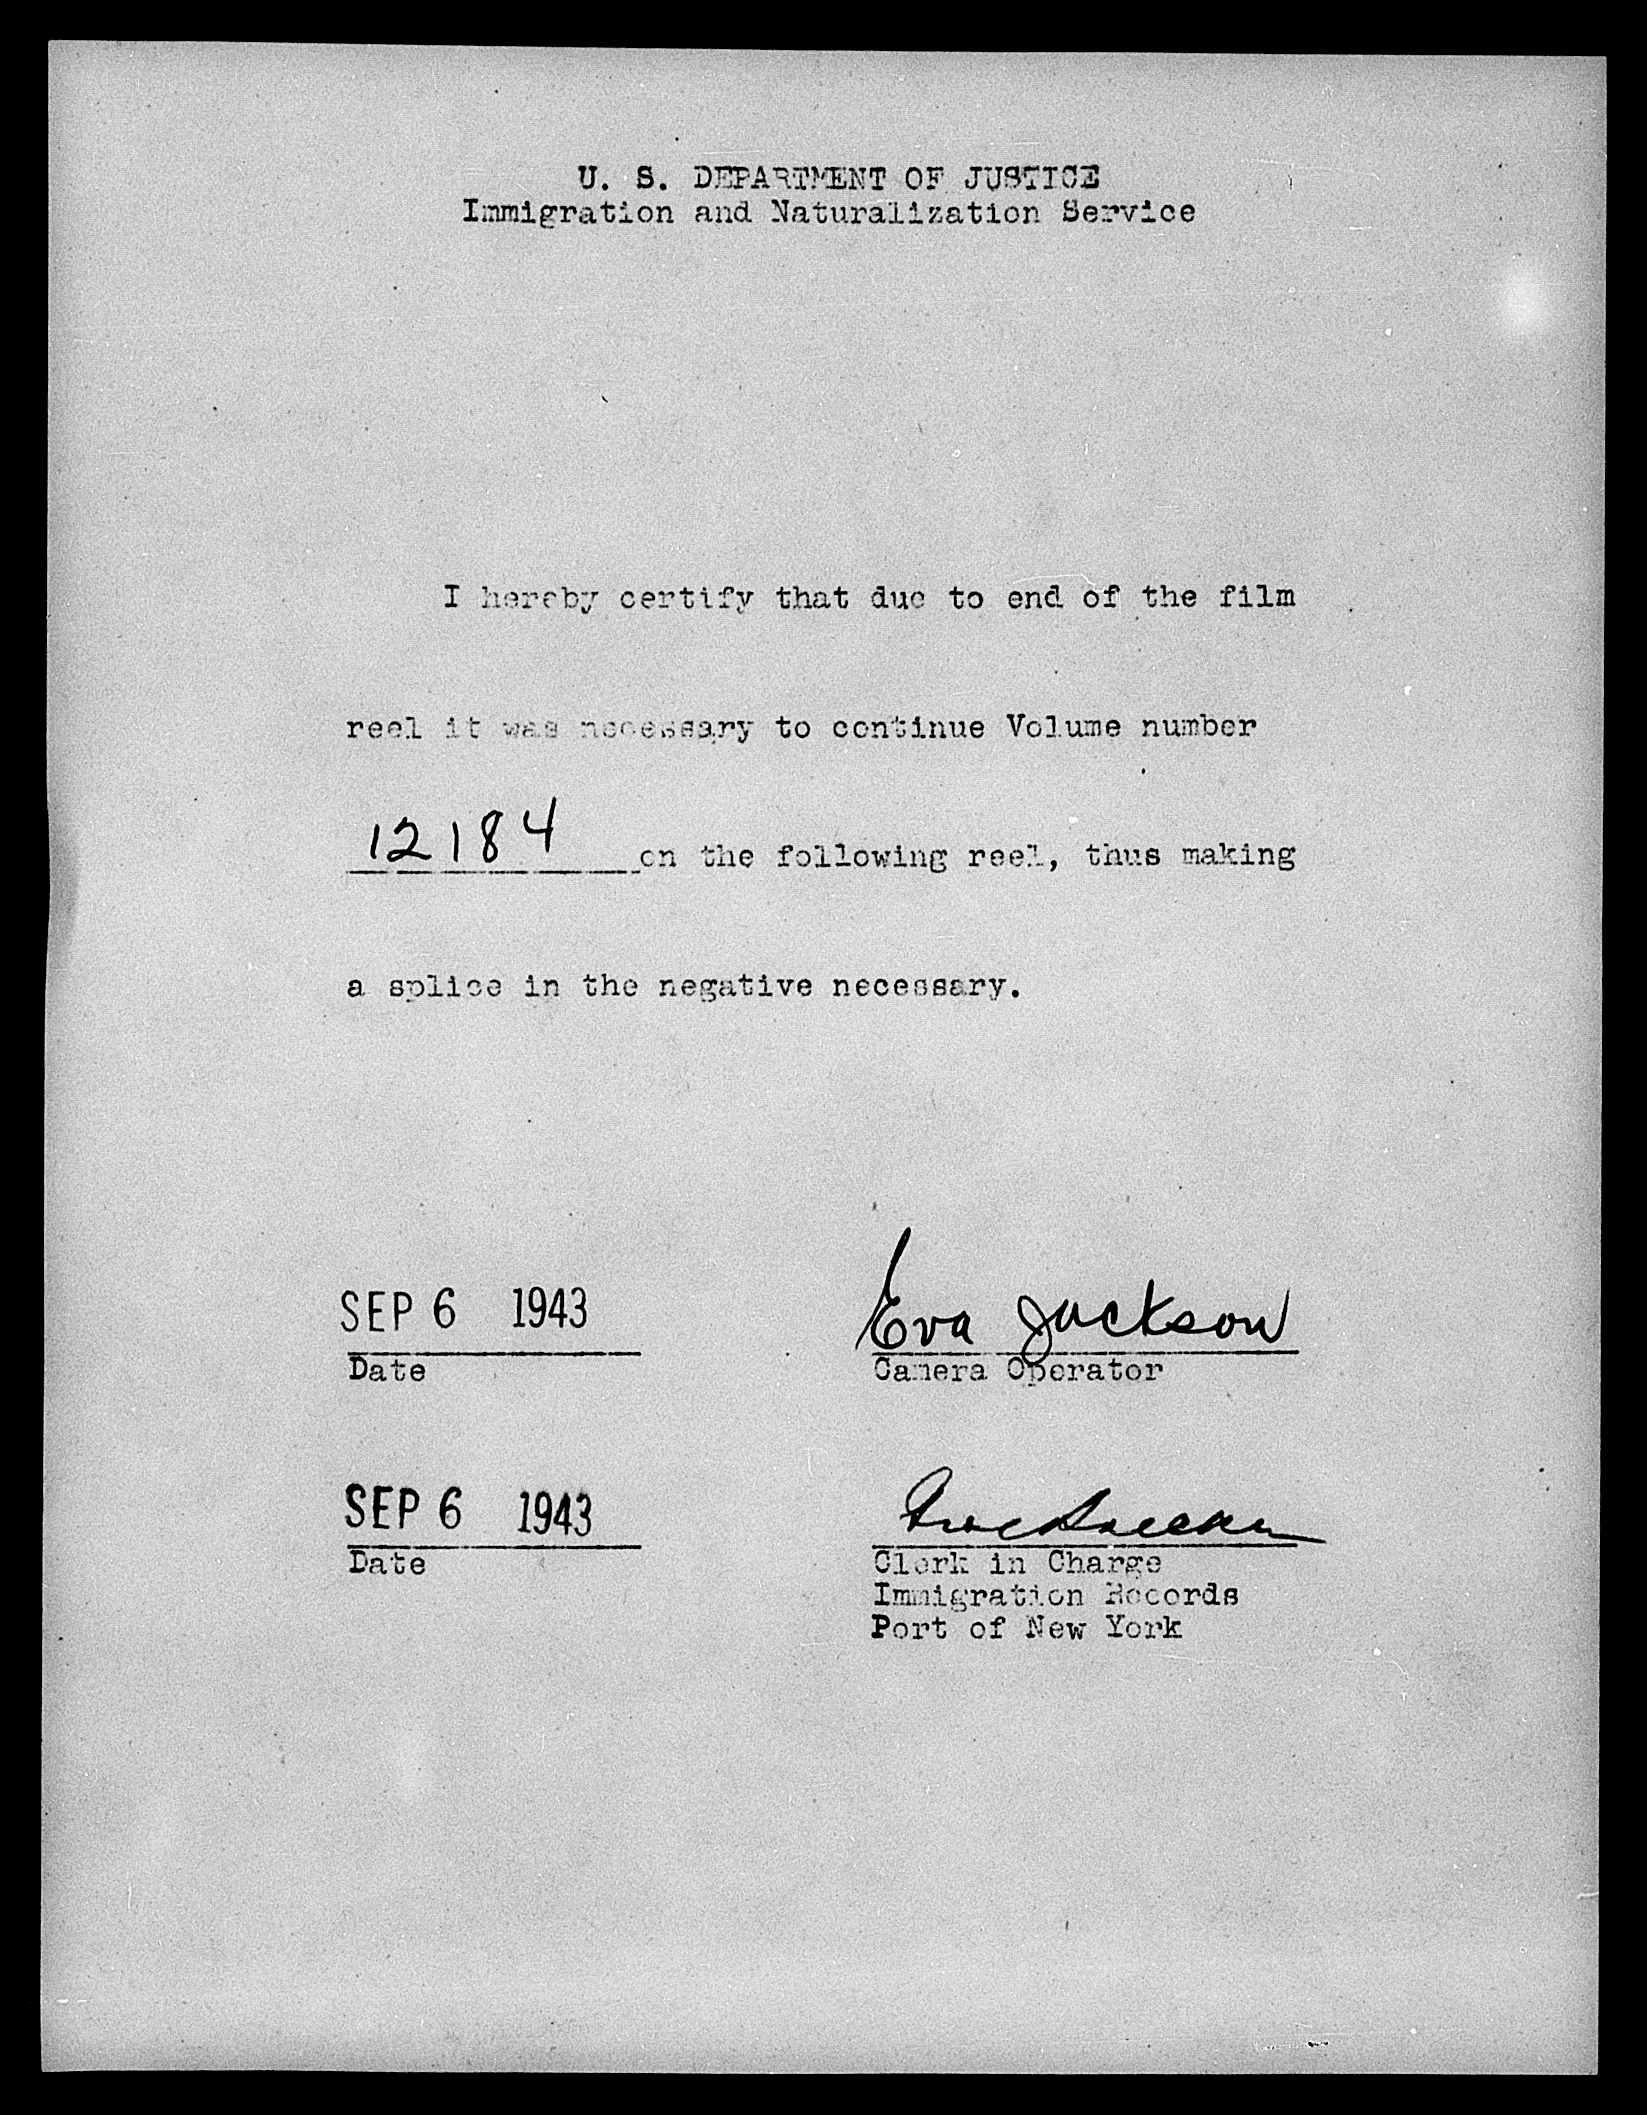 U. S. DEPARTMENT OF JUSTICE
Immigration and Naturalization Service
I hereby certify that due to end of the film
reel it was necessary to continue Volume number
12184 on the following reel, thus making
a splice in the negative necessary.
SEP 6 1943 Eva Jackson
Date Camera Operator
SEP 6 1943
Date Clerk in Charge
Immigration Records
Port of New York